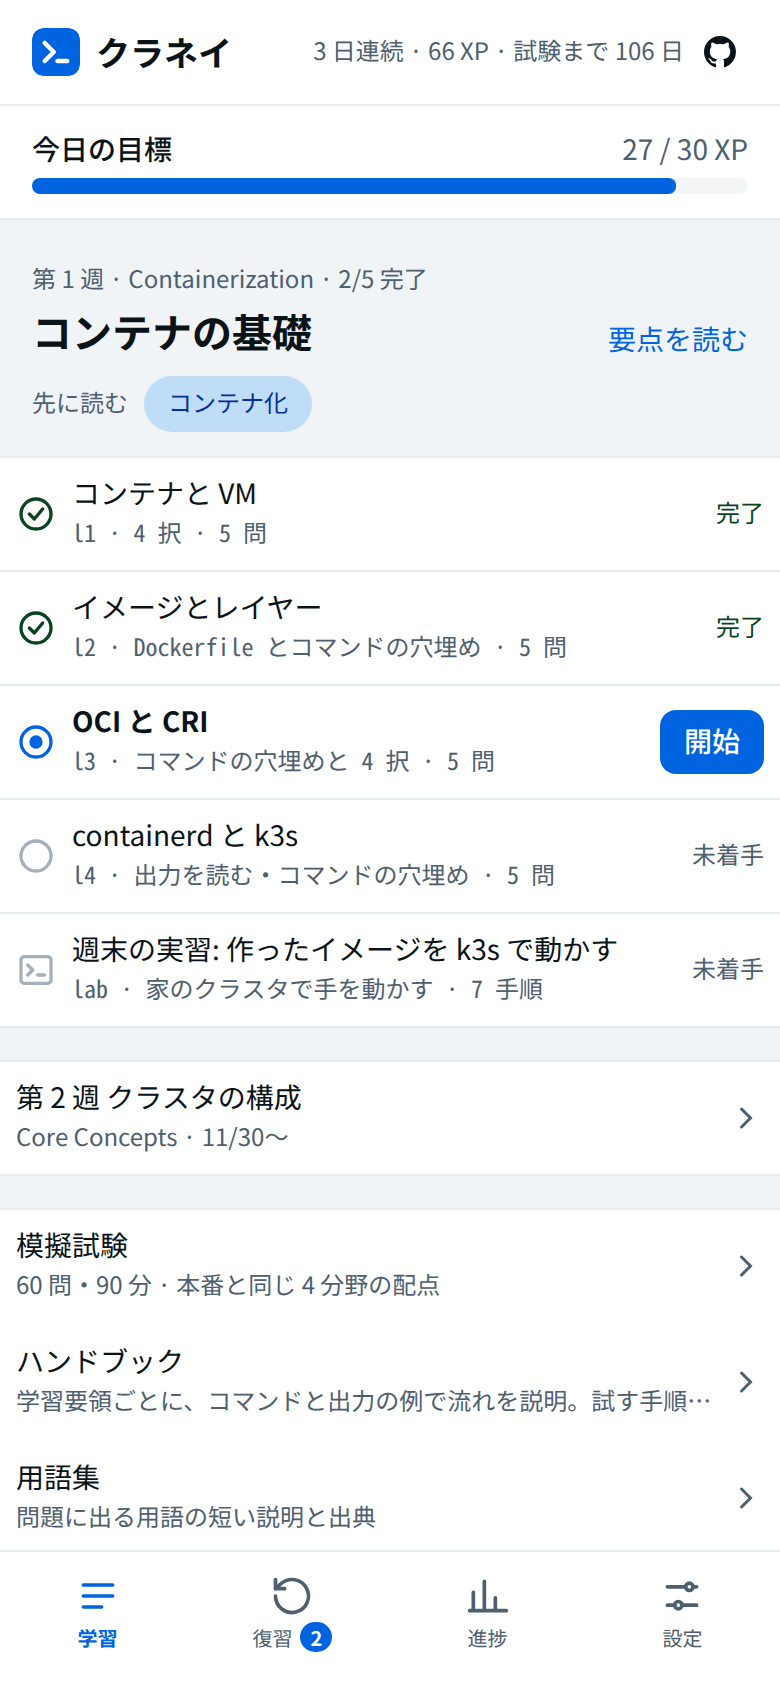 クラネイ
3 日連続 · 66 XP · 試験まで 106 日
今日の目標
27 / 30 XP
第 1 週 · Containerization · 2/5 完了
コンテナの基礎
要点を読む
先に読む コンテナ化
コンテナと VM
l1 · 4 択 · 5 問
完了
イメージとレイヤー
l2 · Dockerfile とコマンドの穴埋め · 5 問
完了
OCI と CRI
l3 · コマンドの穴埋めと 4 択 · 5 問
開始
containerd と k3s
l4 · 出力を読む・コマンドの穴埋め · 5 問
未着手
週末の実習: 作ったイメージを k3s で動かす
lab · 家のクラスタで手を動かす · 7 手順
未着手
第 2 週 クラスタの構成
Core Concepts · 11/30〜
模擬試験
60 問・90 分 · 本番と同じ 4 分野の配点
ハンドブック
学習要領ごとに、コマンドと出力の例で流れを説明。試す手順…
用語集
問題に出る用語の短い説明と出典
学習
復習 2
進捗
設定